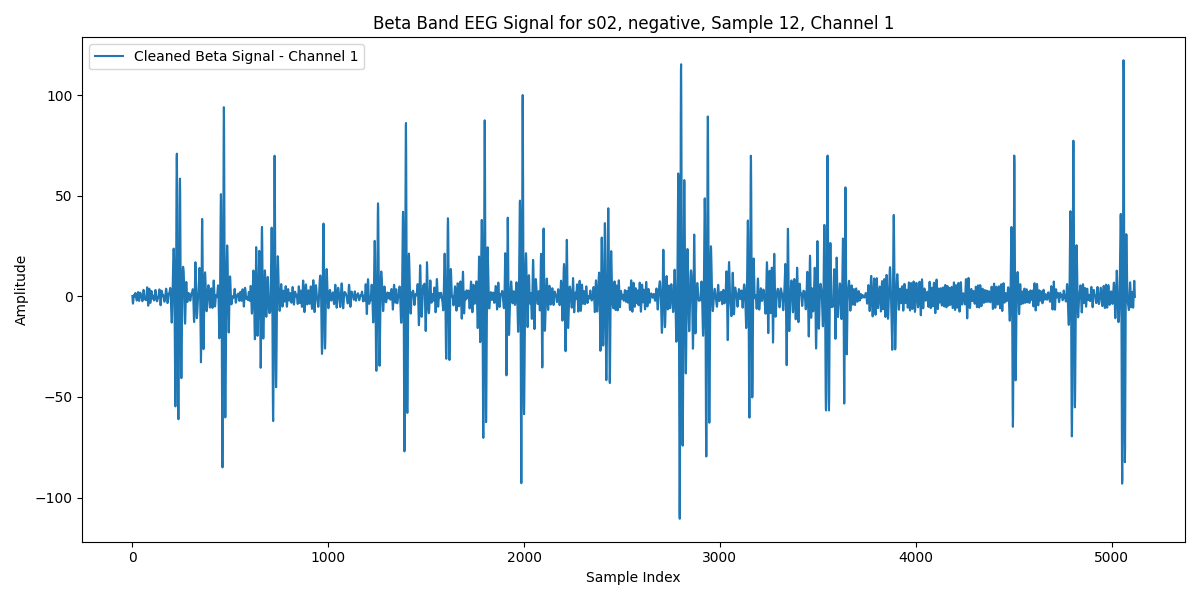 Beta Band EEG Signal for s02, negative, Sample 12, Channel 1
Cleaned Beta Signal - Channel 1
Amplitude
100
50
0
−50
−100
0 1000 2000 3000 4000 5000
Sample Index